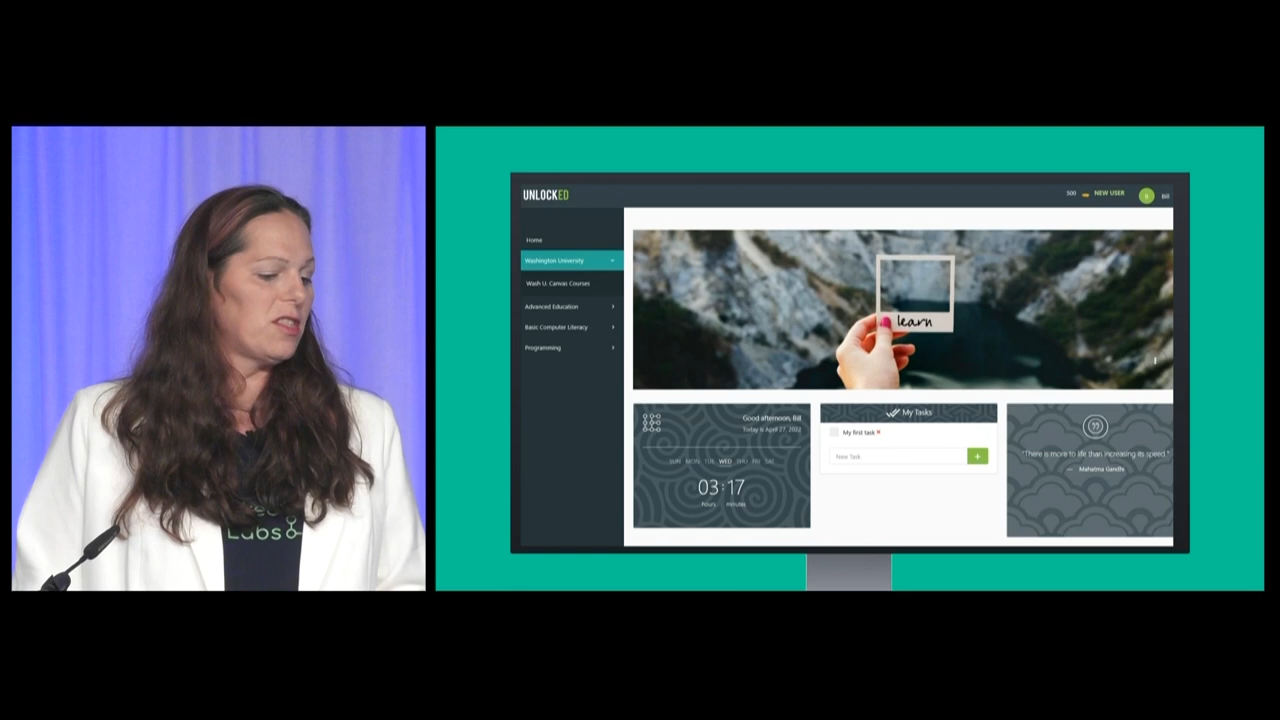 Labs
UNLOCKED
500
NEW USER
Bill
Home
Washington University
Wash U. Canvas Courses
Advanced Education
Basic Computer Literacy
Programming
learn
Good afternoon, Bill
Today is April 27, 2022
SUN MON TUE WED THU FRI SAT
03:17
hours minutes
My Tasks
My first task
New Task
+
"There is more to life than increasing its speed."
— Mahatma Gandhi